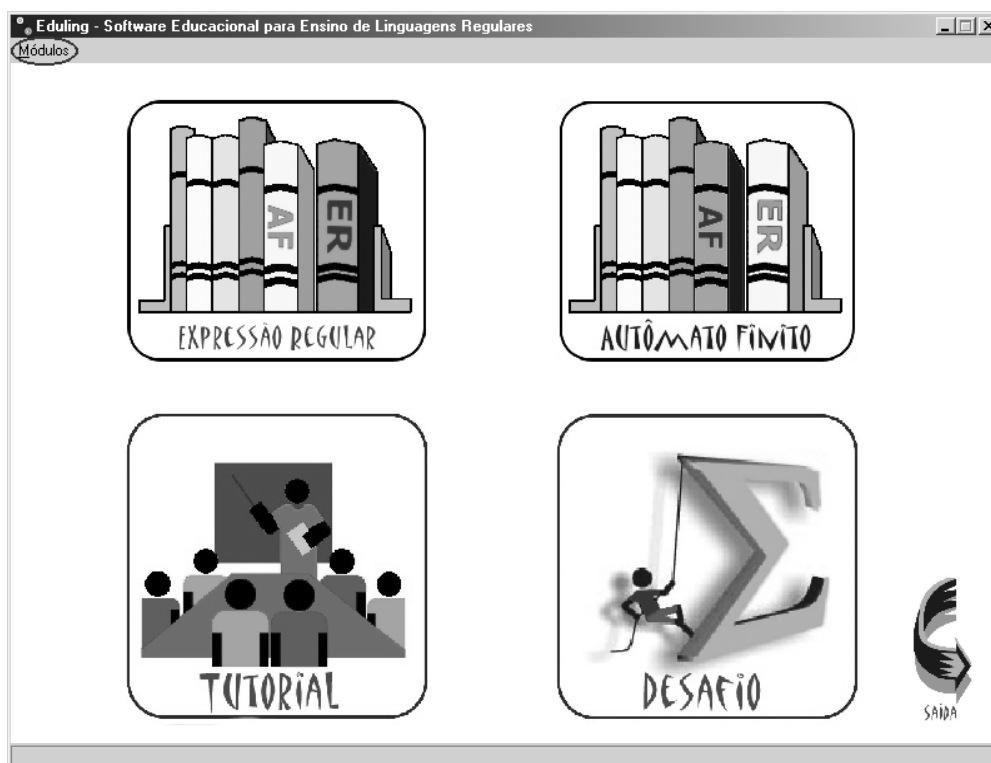 Eduling - Software Educacional para Ensino de Linguagens Regulares
Módulos
AF
ER
EXPRESSÃO REGULAR
AF
ER
AUTÔMATO FINITO
TUTORIAL
DESAFIO
Σ
SAÍDA